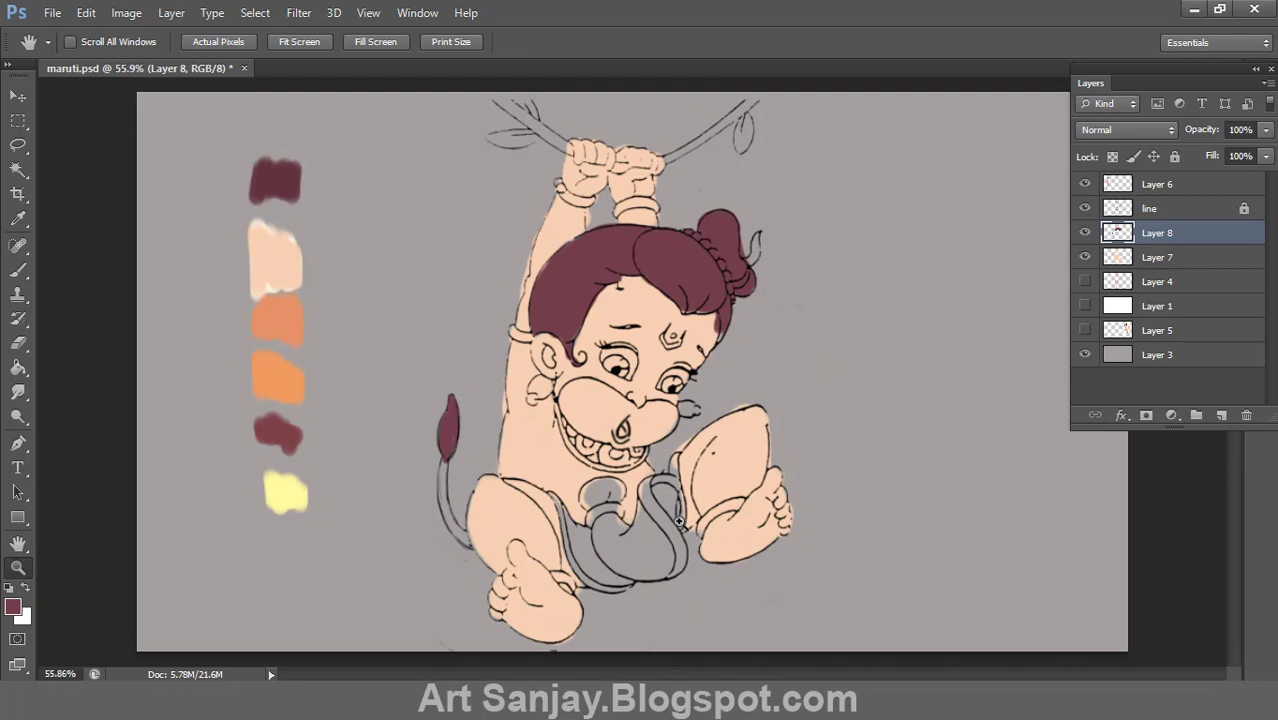 Ps File Edit Image Layer Type Select Filter 3D View Window Help
Scroll All Windows Actual Pixels Fit Screen Fill Screen Print Size Essentials
maruti.psd @ 55.9% (Layer 8, RGB/8) *
Layers
Kind
Normal Opacity: 100%
Lock: Fill: 100%
Layer 6
line
Layer 8
Layer 7
Layer 4
Layer 1
Layer 5
Layer 3
fx
55.86% Doc: 5.78M/21.6M
Art Sanjay.Blogspot.com